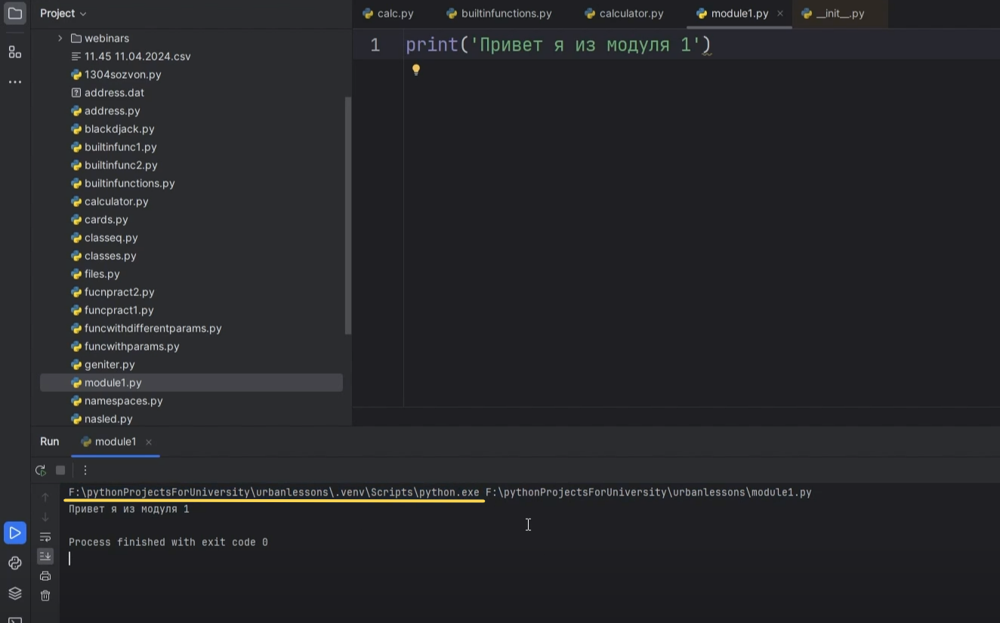 Project
calc.py
builtinfunctions.py
calculator.py
module1.py
__init__.py
webinars
11.45 11.04.2024.csv
1304sozvon.py
address.dat
address.py
blackdjack.py
builtinfunc1.py
builtinfunc2.py
builtinfunctions.py
calculator.py
cards.py
classeq.py
classes.py
files.py
fucnpract2.py
funcpract1.py
funcwithdifferentparams.py
funcwithparams.py
geniter.py
module1.py
namespaces.py
nasled.py
1 print('Привет я из модуля 1')
Run module1
F:\pythonProjectsForUniversity\urbanlessons\.venv\Scripts\python.exe F:\pythonProjectsForUniversity\urbanlessons\module1.py
Привет я из модуля 1
Process finished with exit code 0